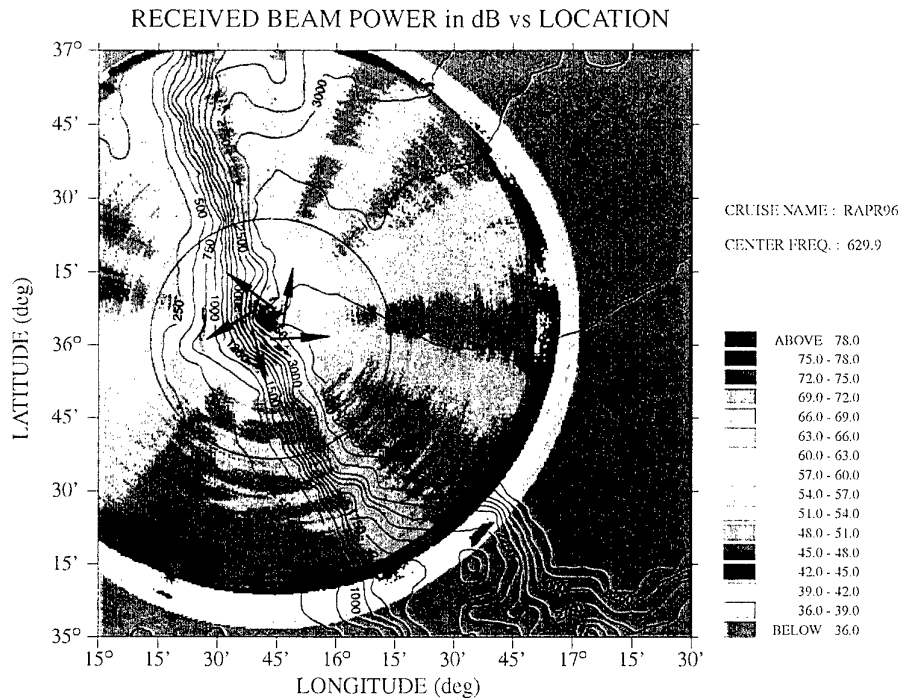 RECEIVED BEAM POWER in dB vs LOCATION
37°
45'
30'
15'
36°
45'
30'
15'
35°
LATITUDE (deg)
3000
500
750
250
1000
1000
15° 15' 30' 45' 16° 15' 30' 45' 17° 15' 30'
LONGITUDE (deg)
CRUISE NAME : RAPR96
CENTER FREQ. : 629.9
ABOVE 78.0
75.0 - 78.0
72.0 - 75.0
69.0 - 72.0
66.0 - 69.0
63.0 - 66.0
60.0 - 63.0
57.0 - 60.0
54.0 - 57.0
51.0 - 54.0
48.0 - 51.0
45.0 - 48.0
42.0 - 45.0
39.0 - 42.0
36.0 - 39.0
BELOW 36.0